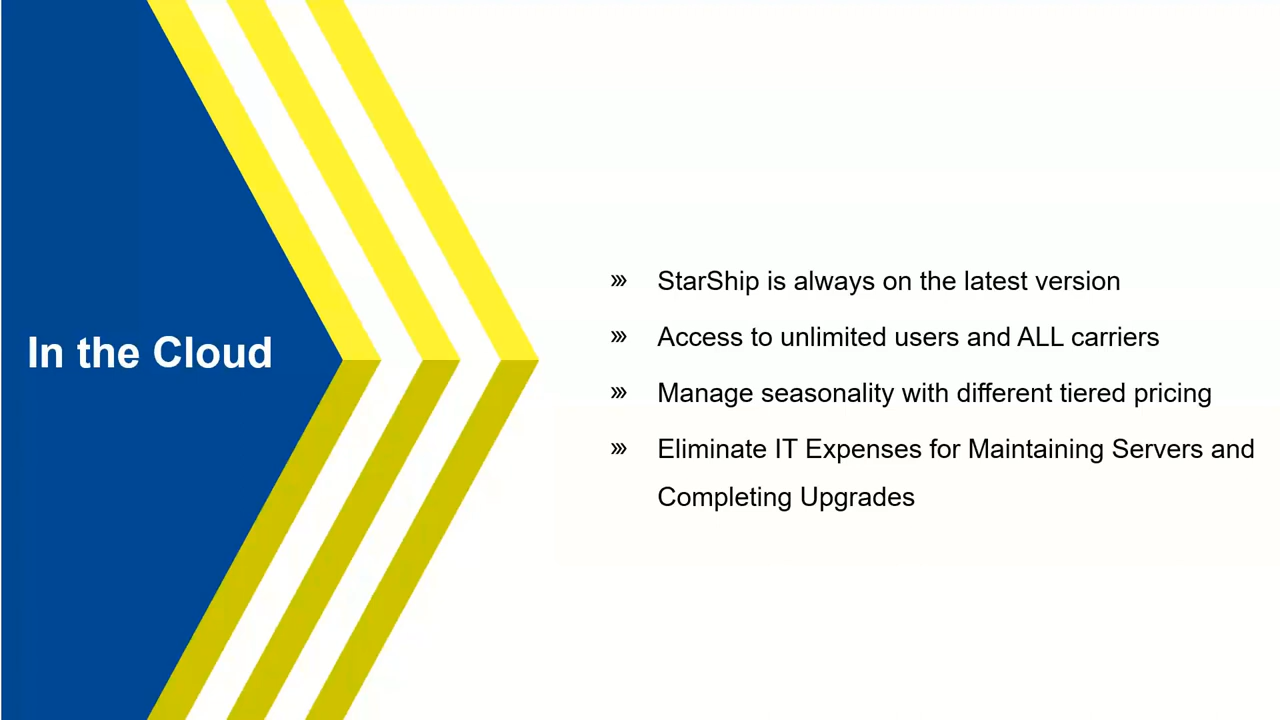 In the Cloud
» StarShip is always on the latest version
» Access to unlimited users and ALL carriers
» Manage seasonality with different tiered pricing
» Eliminate IT Expenses for Maintaining Servers and
Completing Upgrades